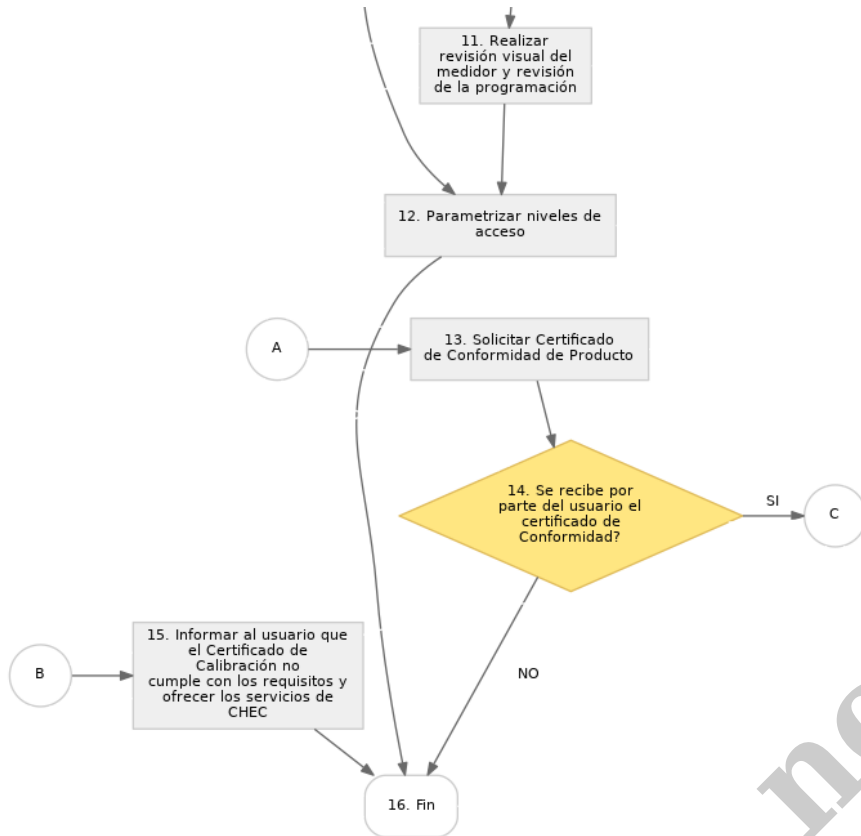 11. Realizar
revisión visual del
medidor y revisión
de la programación
12. Parametrizar niveles de
acceso
A
13. Solicitar Certificado
de Conformidad de Producto
14. Se recibe por
parte del usuario el
certificado de
Conformidad?
SI
C
15. Informar al usuario que
el Certificado de
Calibración no
cumple con los requisitos y
ofrecer los servicios de
CHEC
B
NO
16. Fin